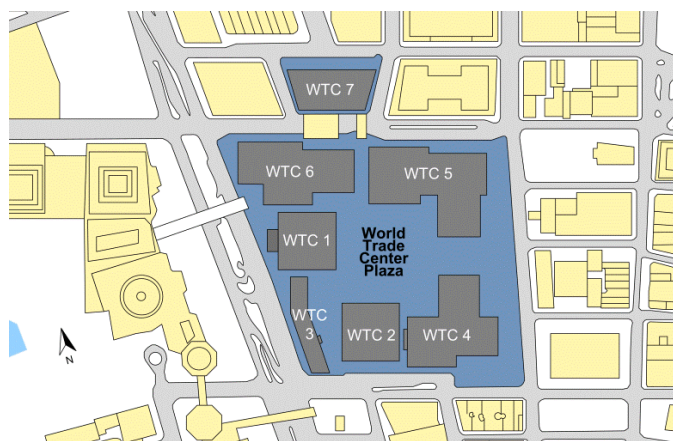 WTC 7
WTC 6
WTC 5
WTC 1
World
Trade
Center
Plaza
WTC
3
WTC 2
WTC 4
N